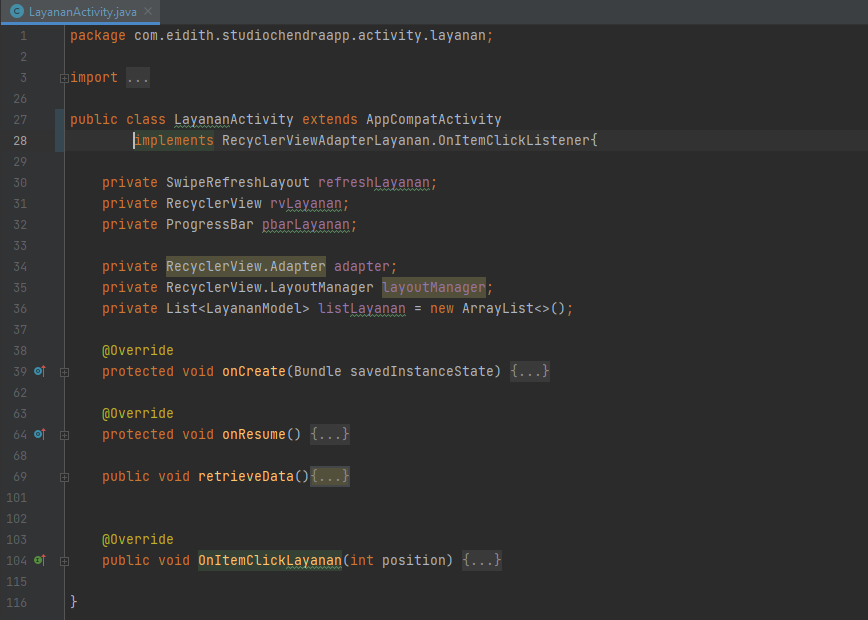 LayananActivity.java
1 package com.eidith.studiochendraapp.activity.layanan;
2
3 import ...
26
27 public class LayananActivity extends AppCompatActivity
28 implements RecyclerViewAdapterLayanan.OnItemClickListener{
29
30 private SwipeRefreshLayout refreshLayanan;
31 private RecyclerView rvLayanan;
32 private ProgressBar pbarLayanan;
33
34 private RecyclerView.Adapter adapter;
35 private RecyclerView.LayoutManager layoutManager;
36 private List<LayananModel> listLayanan = new ArrayList<>();
37
38 @Override
39 protected void onCreate(Bundle savedInstanceState) {...}
62
63 @Override
64 protected void onResume() {...}
68
69 public void retrieveData(){...}
101
102
103 @Override
104 public void OnItemClickLayanan(int position) {...}
115
116 }